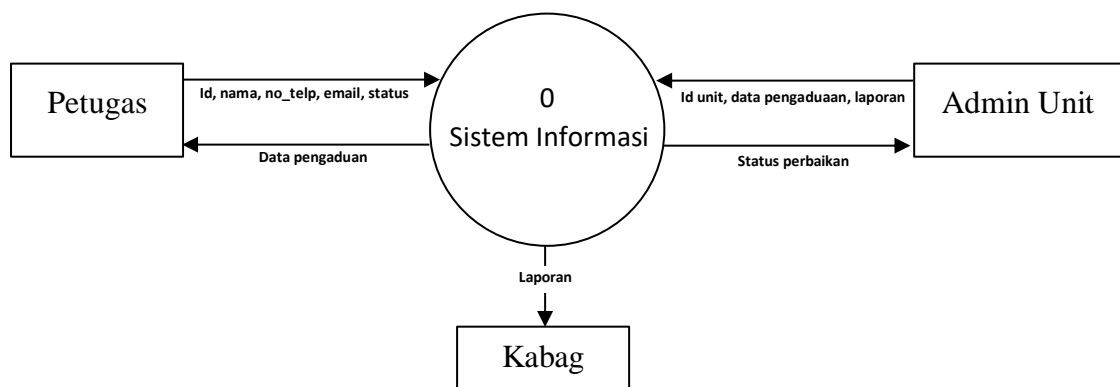 Petugas
Id, nama, no_telp, email, status
Data pengaduan
0
Sistem Informasi
Id unit, data pengaduaan, laporan
Status perbaikan
Admin Unit
Laporan
Kabag